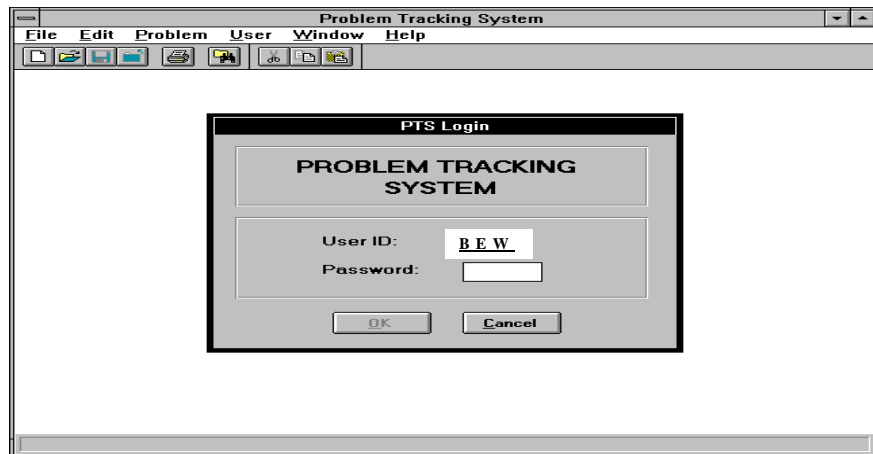 Problem Tracking System
File Edit Problem User Window Help
PTS Login
PROBLEM TRACKING
SYSTEM
User ID: BEW
Password:
OK Cancel